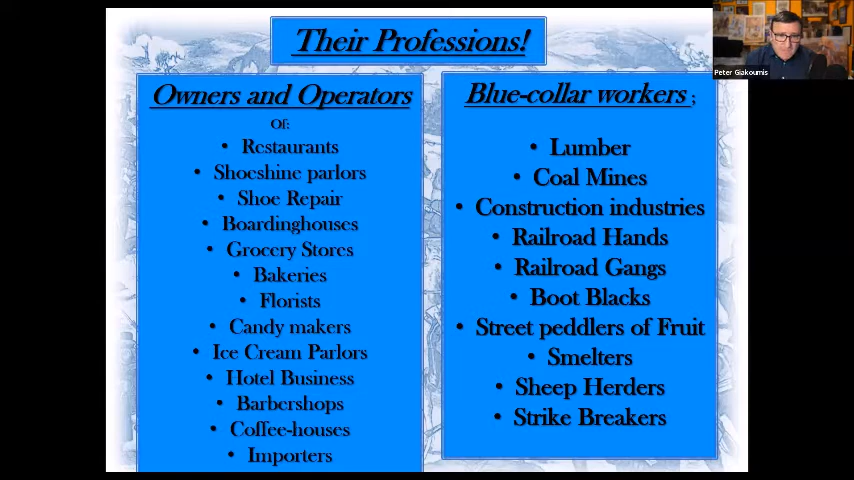 Their Professions!
Owners and Operators
Of:
• Restaurants
• Shoeshine parlors
• Shoe Repair
• Boardinghouses
• Grocery Stores
• Bakeries
• Florists
• Candy makers
• Ice Cream Parlors
• Hotel Business
• Barbershops
• Coffee-houses
• Importers
Blue-collar workers ;
• Lumber
• Coal Mines
• Construction industries
• Railroad Hands
• Railroad Gangs
• Boot Blacks
• Street peddlers of Fruit
• Smelters
• Sheep Herders
• Strike Breakers
Peter Giakoumis